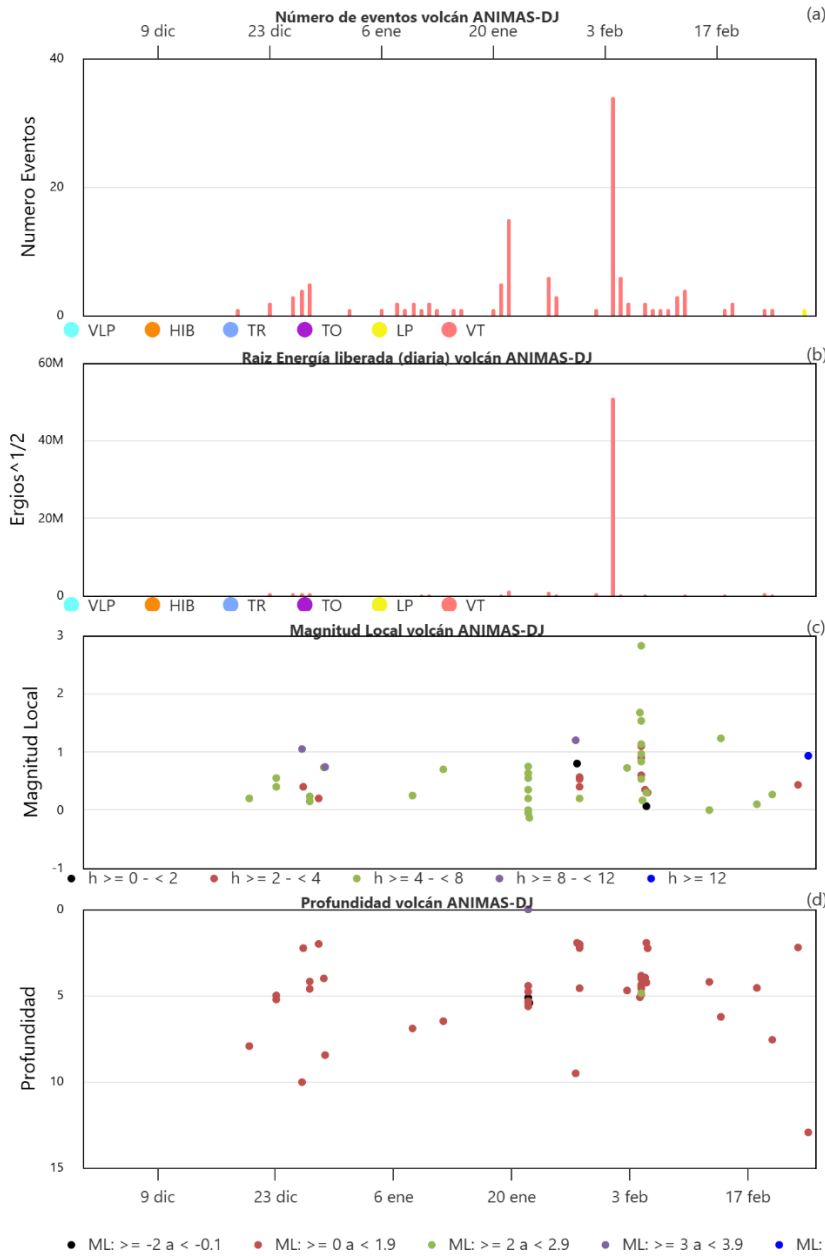 Número de eventos volcán ANIMAS-DJ
(a)
9 dic 23 dic 6 ene 20 ene 3 feb 17 feb
40
20
0
Numero Eventos
VLP HIB TR TO LP VT
Raiz Energía liberada (diaria) volcán ANIMAS-DJ
(b)
60M
40M
20M
0
Ergios^1/2
VLP HIB TR TO LP VT
Magnitud Local volcán ANIMAS-DJ
(c)
3
2
1
0
-1
Magnitud Local
h >= 0 - < 2 h >= 2 - < 4 h >= 4 - < 8 h >= 8 - < 12 h >= 12
Profundidad volcán ANIMAS-DJ
(d)
0
5
10
15
Profundidad
9 dic 23 dic 6 ene 20 ene 3 feb 17 feb
ML: >= -2 a < -0.1 ML: >= 0 a < 1.9 ML: >= 2 a < 2.9 ML: >= 3 a < 3.9 ML: